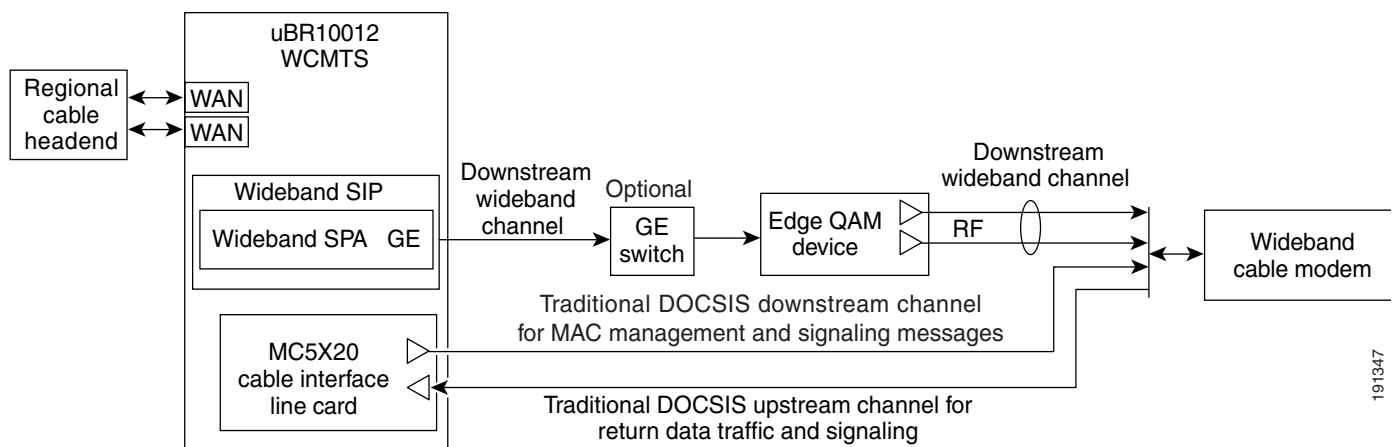 uBR10012
WCMTS
Regional
cable
headend
WAN
WAN
Wideband SIP
Wideband SPA GE
Downstream
wideband
channel
Optional
GE
switch
Edge QAM
device
Downstream
wideband channel
RF
Wideband
cable modem
Traditional DOCSIS downstream channel
for MAC management and signaling messages
MC5X20
cable interface
line card
Traditional DOCSIS upstream channel for
return data traffic and signaling
191347